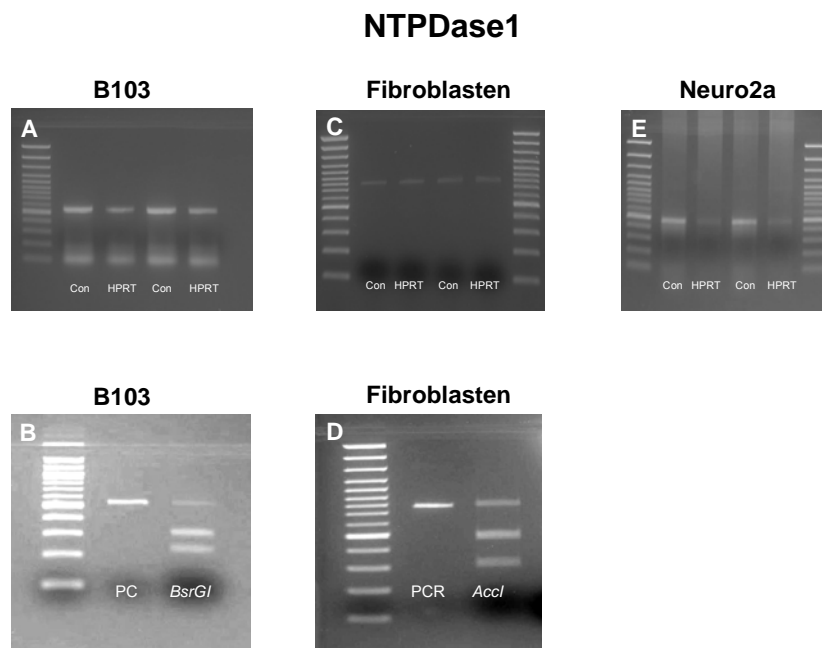 NTPDase1
B103
Fibroblasten
Neuro2a
A
Con HPRT Con HPRT
C
Con HPRT Con HPRT
E
Con HPRT Con HPRT
B103
Fibroblasten
B
PC BsrGI
D
PCR AccI